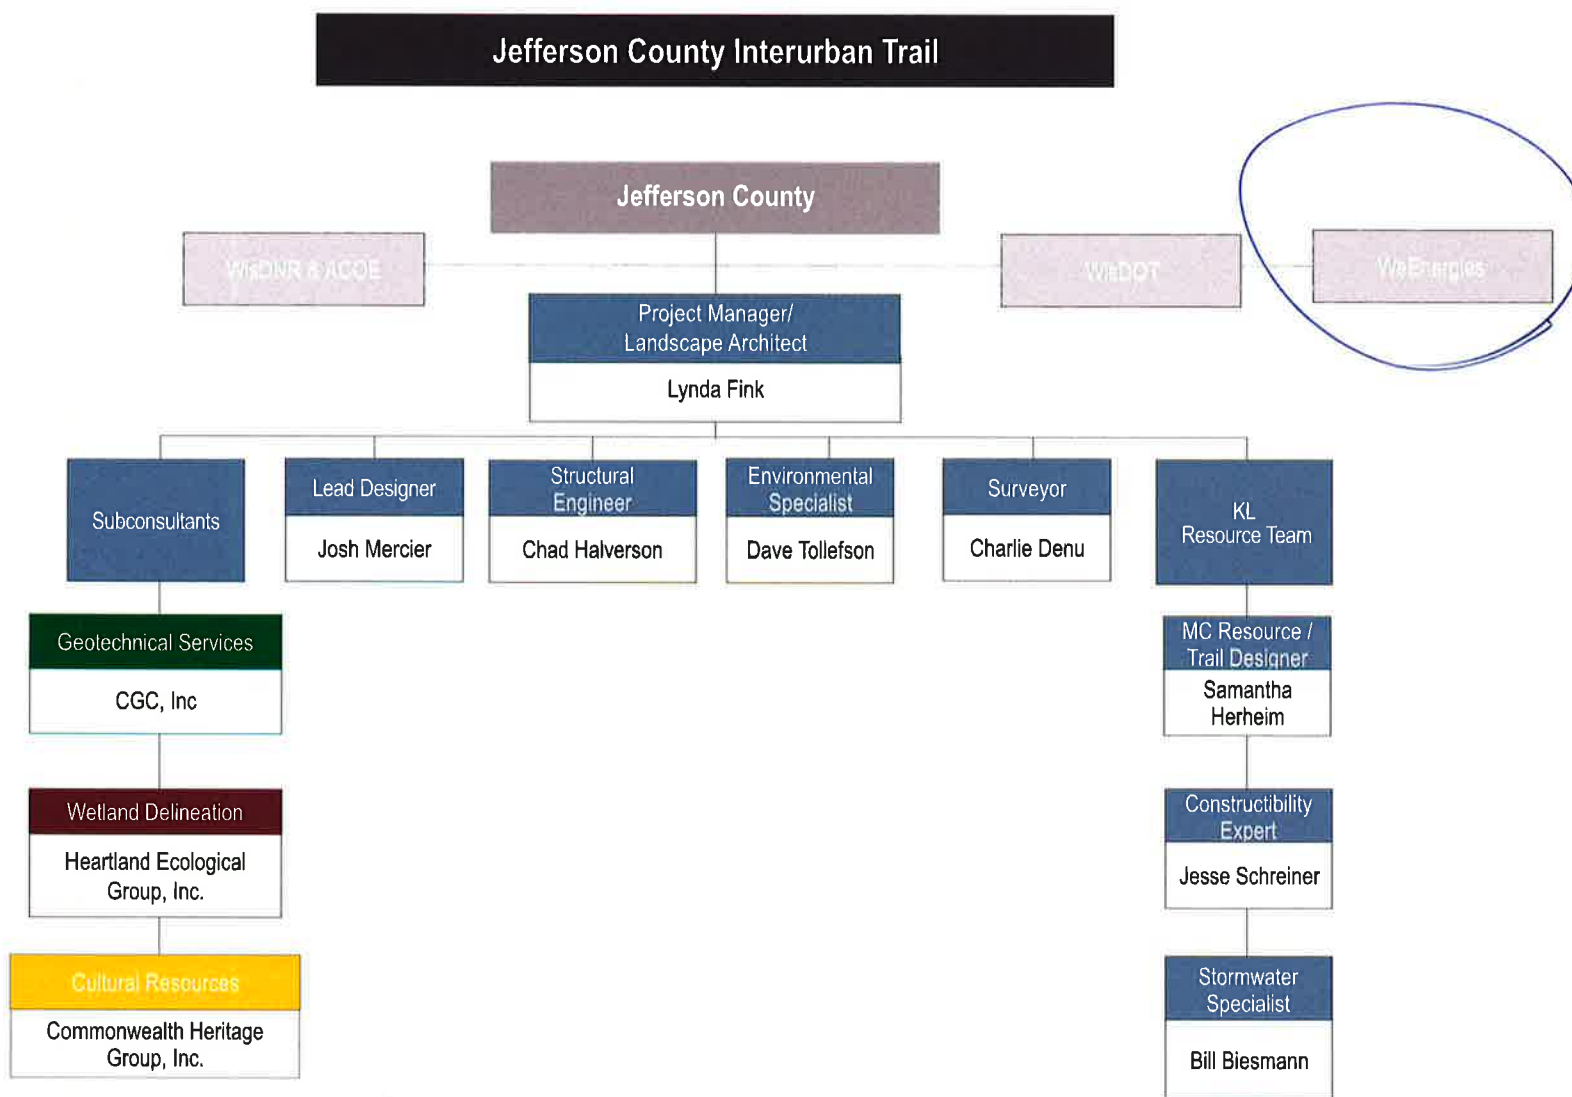 Jefferson County Interurban Trail
Jefferson County
WisDNR & ACOE
WisDOT
WeEnergies
Project Manager/
Landscape Architect
Lynda Fink
Subconsultants
Lead Designer
Josh Mercier
Structural
Engineer
Chad Halverson
Environmental
Specialist
Dave Tollefson
Surveyor
Charlie Denu
KL
Resource Team
Geotechnical Services
CGC, Inc
Wetland Delineation
Heartland Ecological
Group, Inc.
Cultural Resources
Commonwealth Heritage
Group, Inc.
MC Resource /
Trail Designer
Samantha
Herheim
Constructibility
Expert
Jesse Schreiner
Stormwater
Specialist
Bill Biesmann